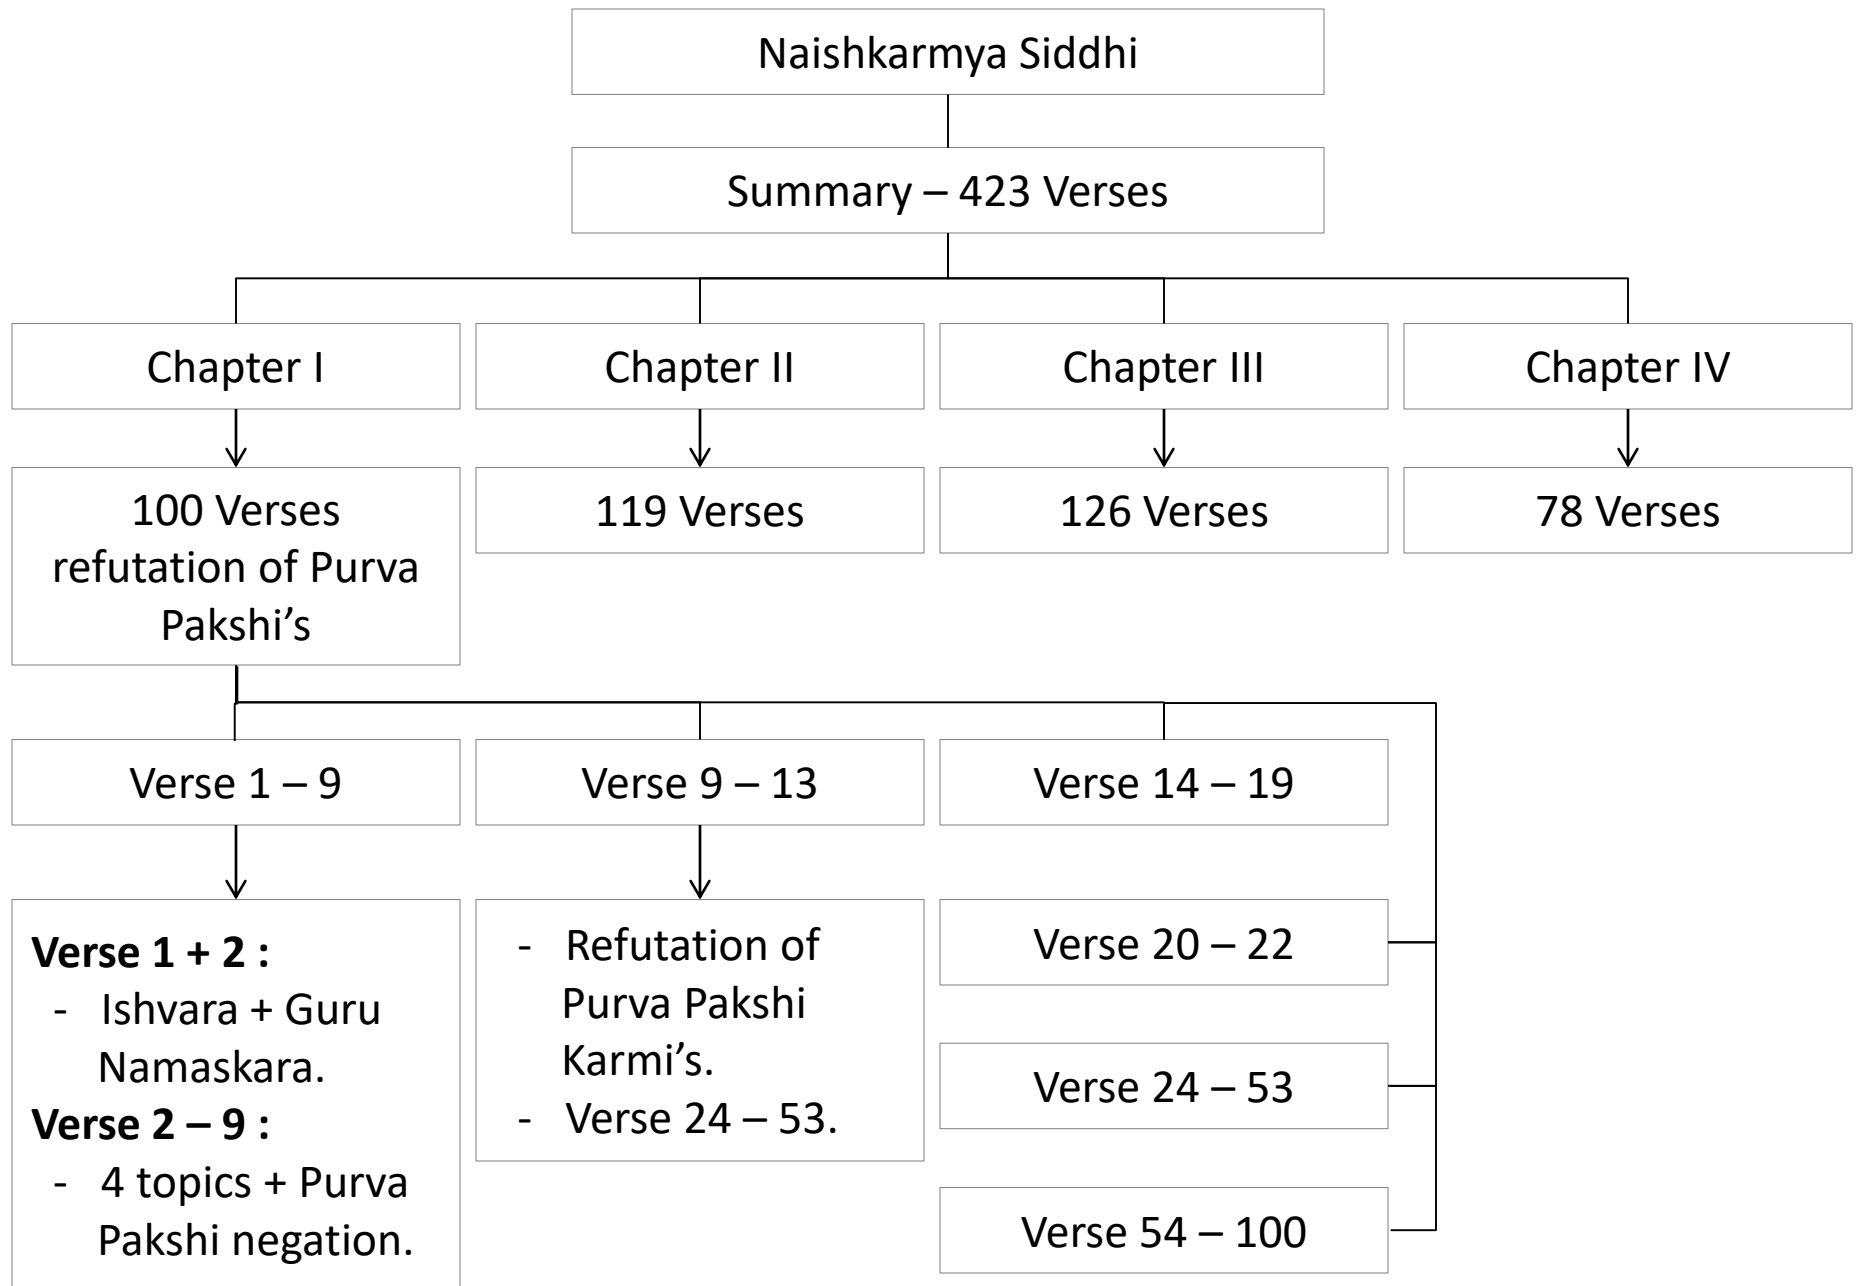 Naishkarmya Siddhi
Summary – 423 Verses
Chapter I
Chapter II
Chapter III
Chapter IV
100 Verses
refutation of Purva
Pakshi’s
119 Verses
126 Verses
78 Verses
Verse 1 – 9
Verse 9 – 13
Verse 14 – 19
Verse 1 + 2 :
- Ishvara + Guru
Namaskara.
Verse 2 – 9 :
- 4 topics + Purva
Pakshi negation.
- Refutation of
Purva Pakshi
Karmi’s.
- Verse 24 – 53.
Verse 20 – 22
Verse 24 – 53
Verse 54 – 100